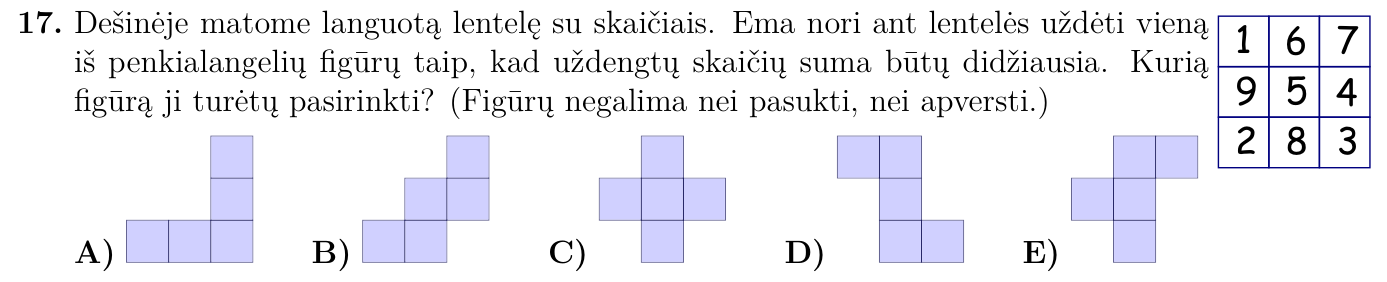 17. Dešinėje matome languotą lentelę su skaičiais. Ema nori ant lentelės uždėti vieną
iš penkialangelių figūrų taip, kad uždengtų skaičių suma būtų didžiausia. Kurią
figūrą ji turėtų pasirinkti? (Figūrų negalima nei pasukti, nei apversti.)
1 6 7
9 5 4
2 8 3
A) B) C) D) E)